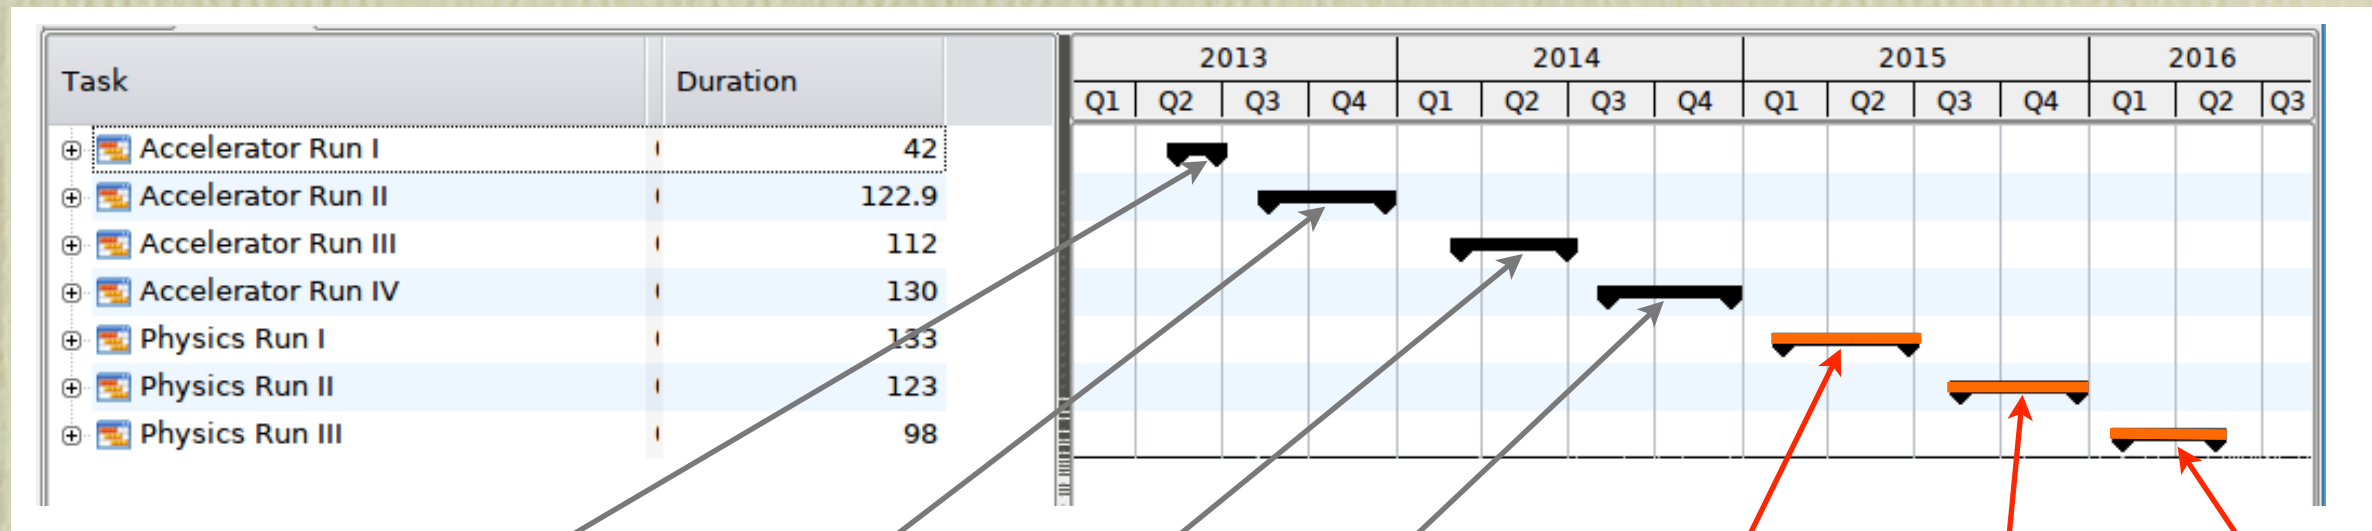 Task Duration 2013 2014 2015 2016
Q1 Q2 Q3 Q4 Q1 Q2 Q3 Q4 Q1 Q2 Q3 Q4 Q1 Q2 Q3
Accelerator Run I 42
Accelerator Run II 122.9
Accelerator Run III 112
Accelerator Run IV 130
Physics Run I 133
Physics Run II 123
Physics Run III 98